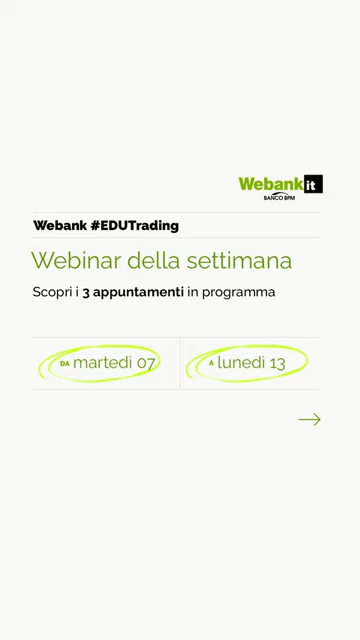 Webank it
BANCO BPM
Webank #EDUTrading
Webinar della settimana
Scopri i 3 appuntamenti in programma
DA martedì 07
A lunedì 13